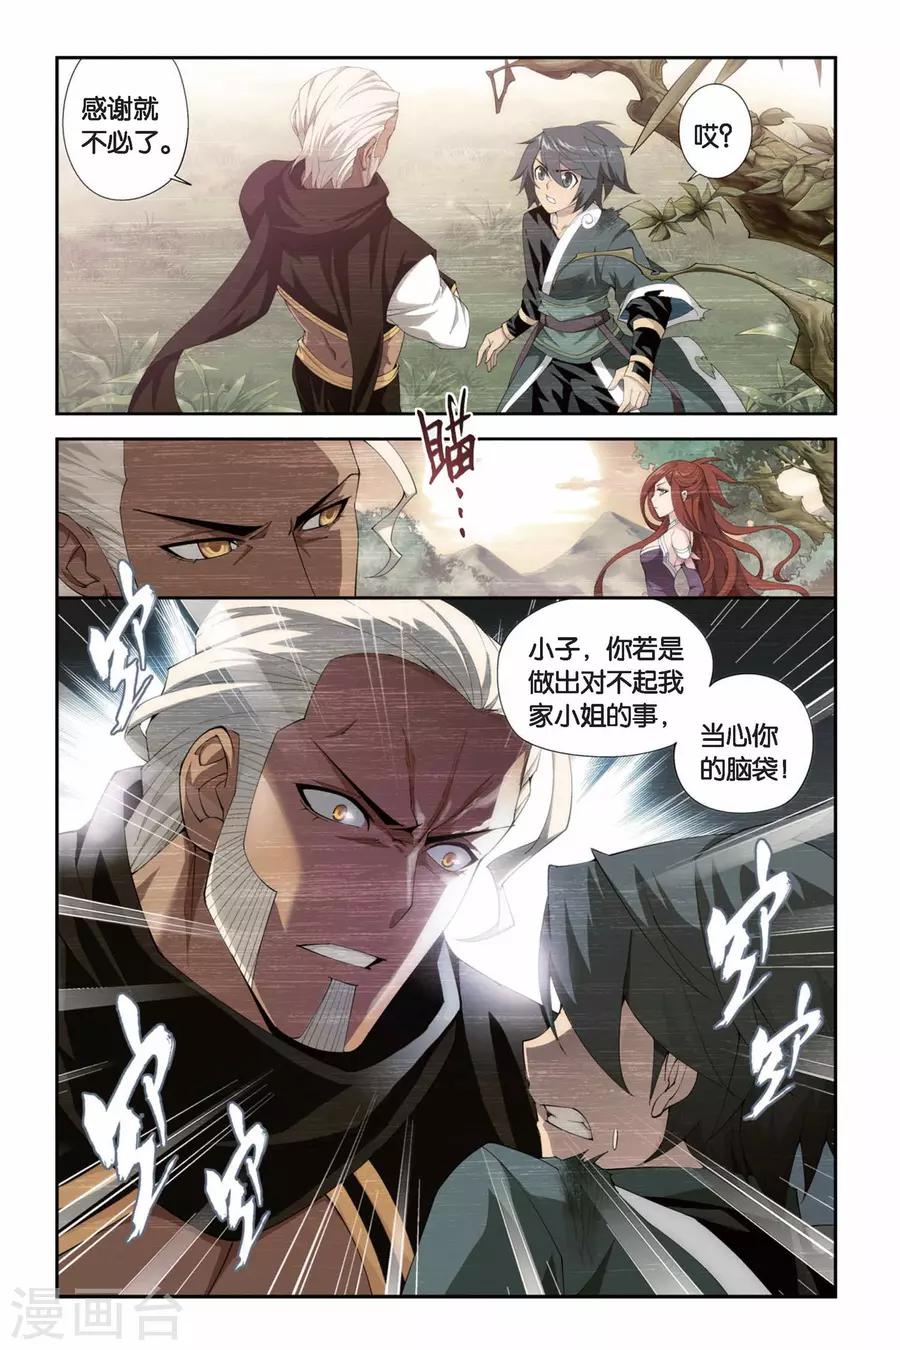 感谢就
不必了。
哎？
瞄…
小子，你若是
做出对不起我
家小姐的事，
当心你
的脑袋！
漫画台